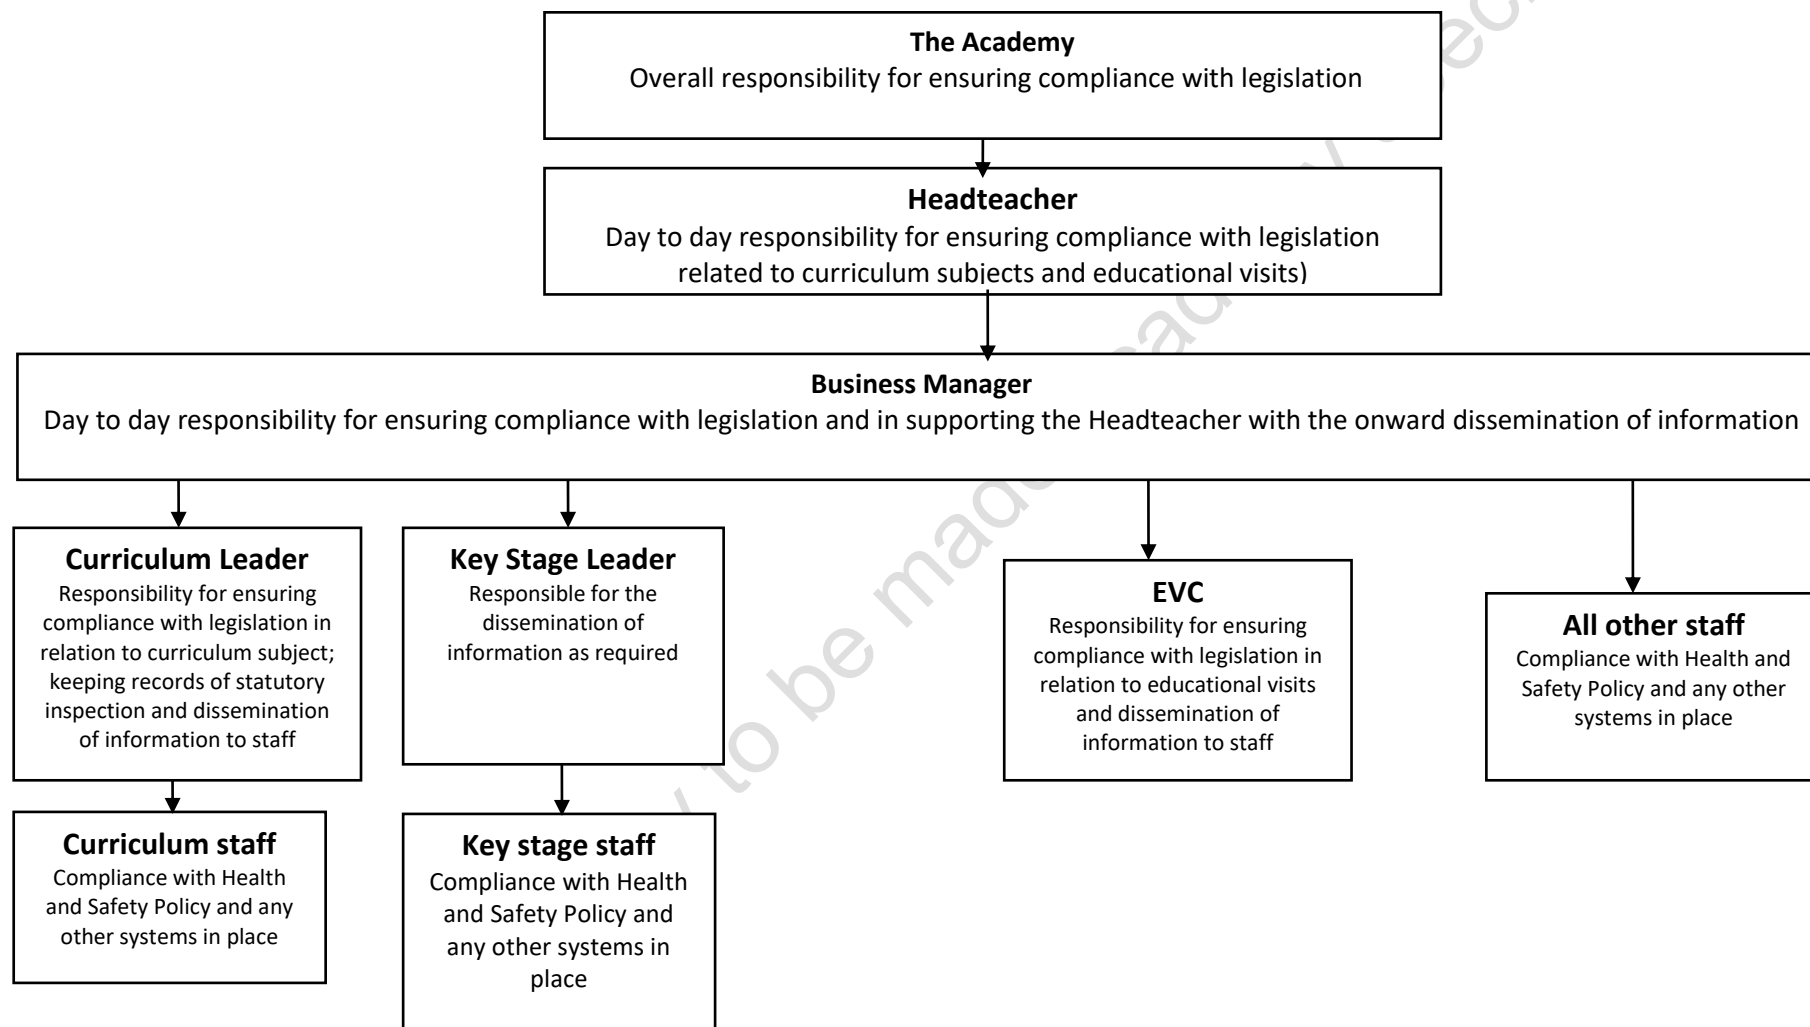 The Academy
Overall responsibility for ensuring compliance with legislation
Headteacher
Day to day responsibility for ensuring compliance with legislation
related to curriculum subjects and educational visits)
Business Manager
Day to day responsibility for ensuring compliance with legislation and in supporting the Headteacher with the onward dissemination of information
Curriculum Leader
Responsibility for ensuring
compliance with legislation in
relation to curriculum subject;
keeping records of statutory
inspection and dissemination
of information to staff
Key Stage Leader
Responsible for the
dissemination of
information as required
EVC
Responsibility for ensuring
compliance with legislation in
relation to educational visits
and dissemination of
information to staff
All other staff
Compliance with Health and
Safety Policy and any other
systems in place
Curriculum staff
Compliance with Health
and Safety Policy and any
other systems in place
Key stage staff
Compliance with Health
and Safety Policy and
any other systems in
place
to be made